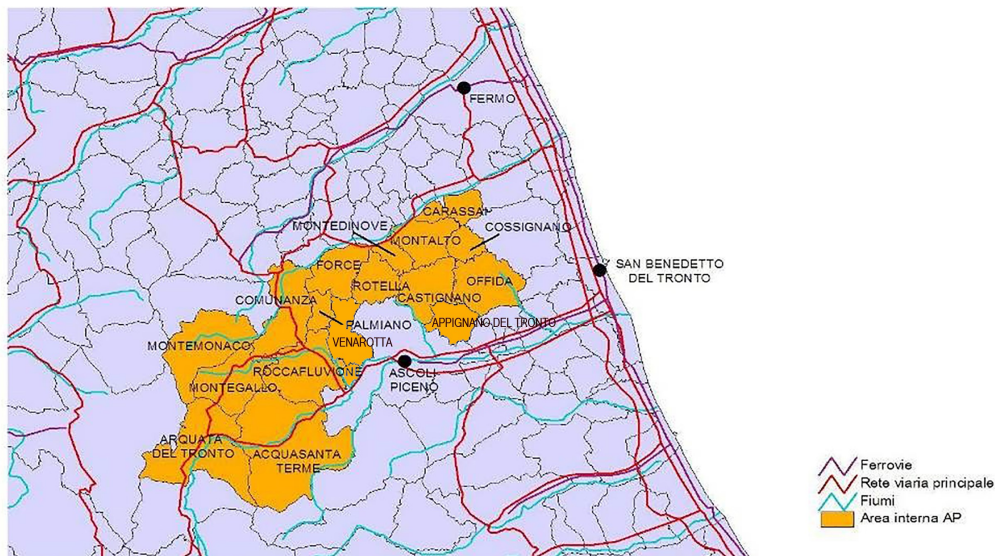 FERMO
CARASSAI
MONTEDINOVE
COSSIGNANO
MONTALTO
FORCE
SAN BENEDETTO
DEL TRONTO
ROTELLA
OFFIDA
COMUNANZA
CASTIGNANO
PALMIANO
APPIGNANO DEL TRONTO
VENAROTTA
MONTEMONACO
ROCCAFLUVIONE
ASCOLI
PICENO
MONTEGALLO
ARQUATA
DEL TRONTO
ACQUASANTA
TERME
Ferrovie
Rete viaria principale
Fiumi
Area interna AP